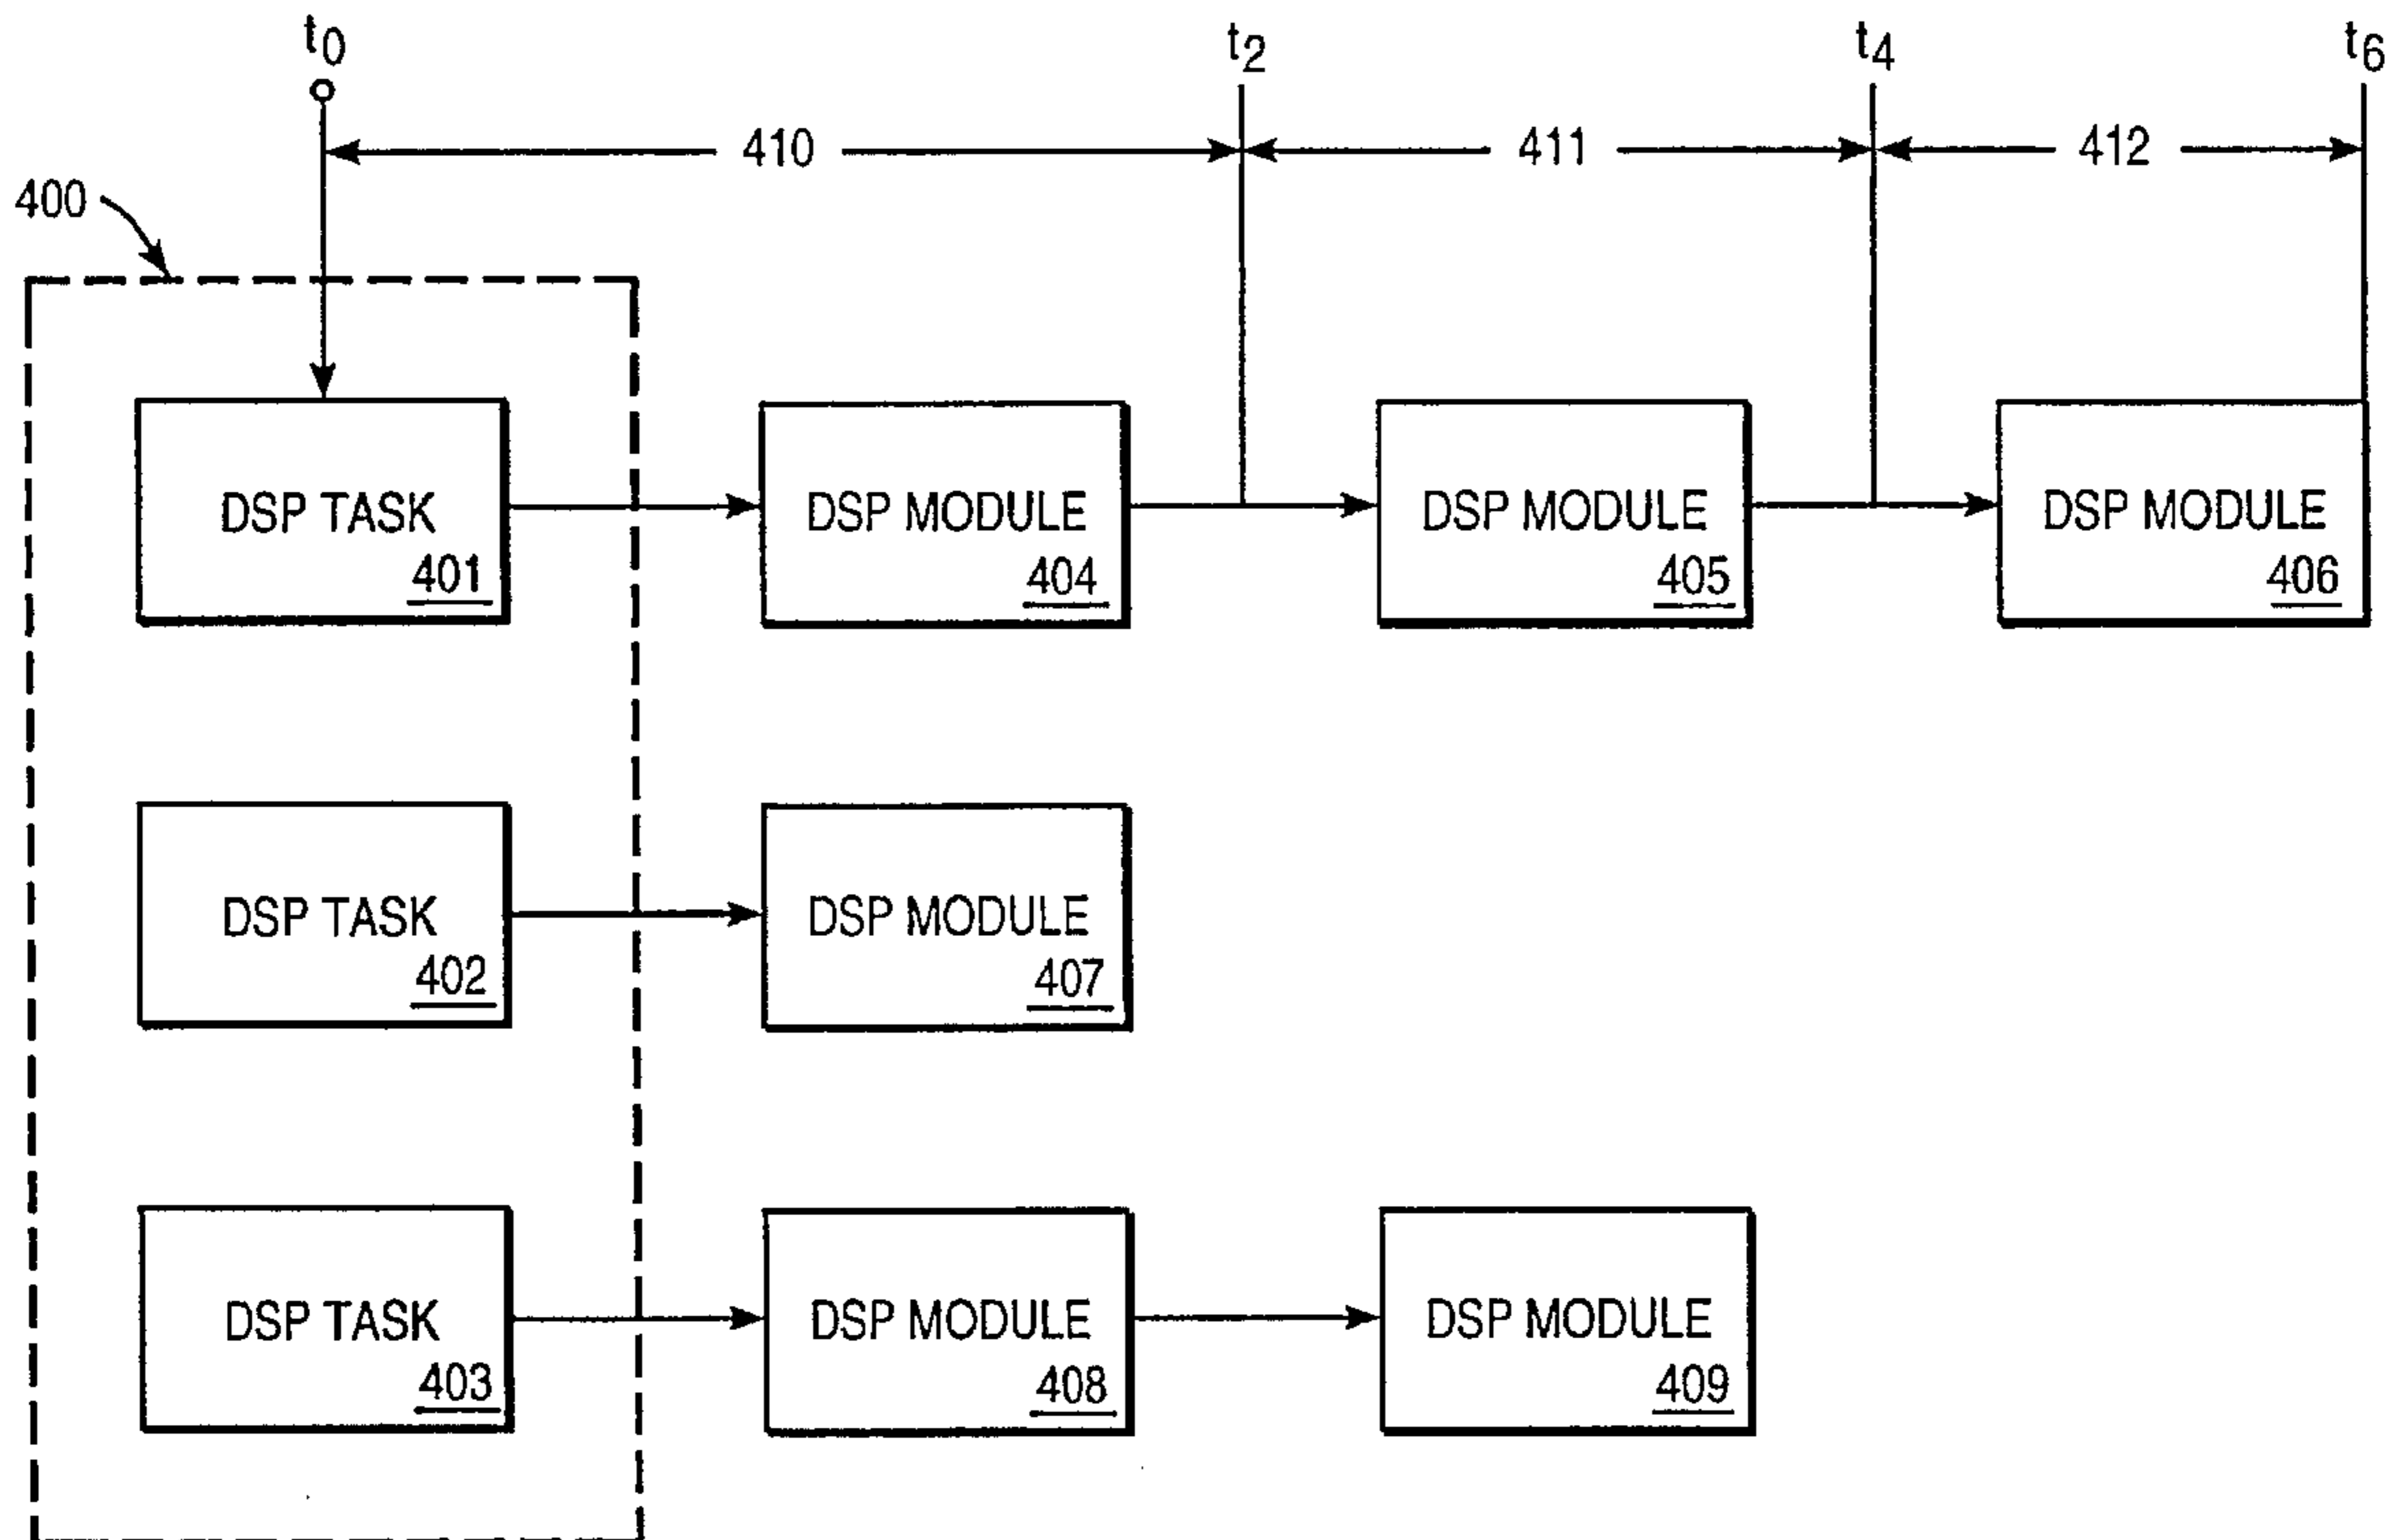 t0 t2 t4 t6
410 411 412
400
DSP TASK DSP MODULE DSP MODULE DSP MODULE
401 404 405 406
DSP TASK DSP MODULE
402 407
DSP TASK DSP MODULE DSP MODULE
403 408 409